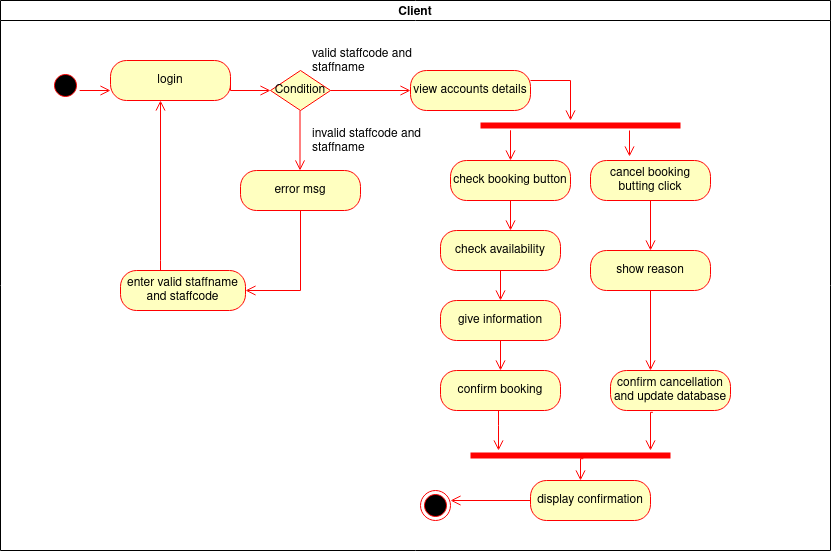 Client
login
Condition
valid staffcode and
staffname
view accounts details
invalid staffcode and
staffname
error msg
enter valid staffname
and staffcode
check booking button
check availability
give information
confirm booking
cancel booking
butting click
show reason
confirm cancellation
and update database
display confirmation